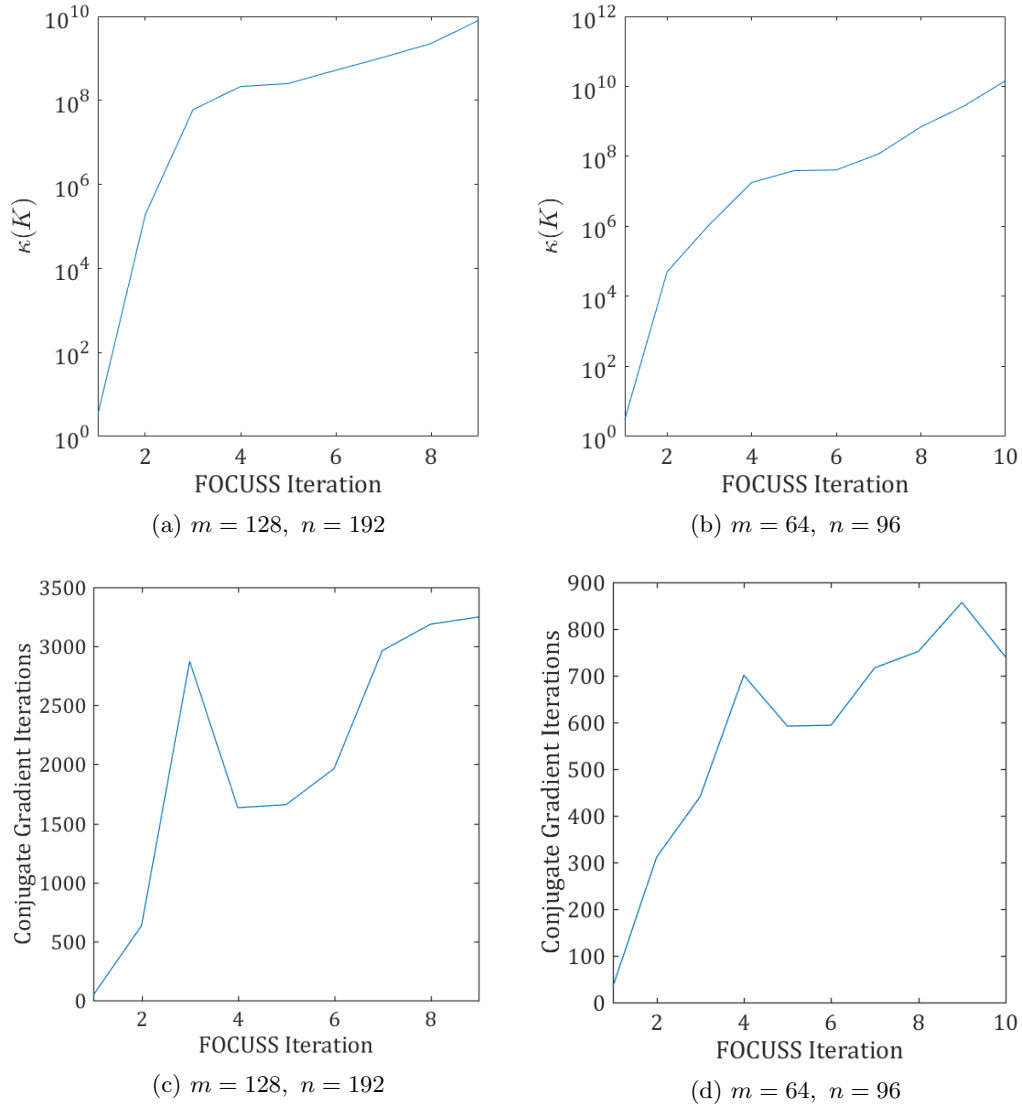 10^10
10^8
10^6
10^4
10^2
10^0
κ(K)
2 4 6 8
FOCUSS Iteration
(a) m = 128, n = 192
10^12
10^10
10^8
10^6
10^4
10^2
10^0
κ(K)
2 4 6 8 10
FOCUSS Iteration
(b) m = 64, n = 96
3500
3000
2500
2000
1500
1000
500
0
Conjugate Gradient Iterations
2 4 6 8
FOCUSS Iteration
(c) m = 128, n = 192
900
800
700
600
500
400
300
200
100
0
Conjugate Gradient Iterations
2 4 6 8 10
FOCUSS Iteration
(d) m = 64, n = 96